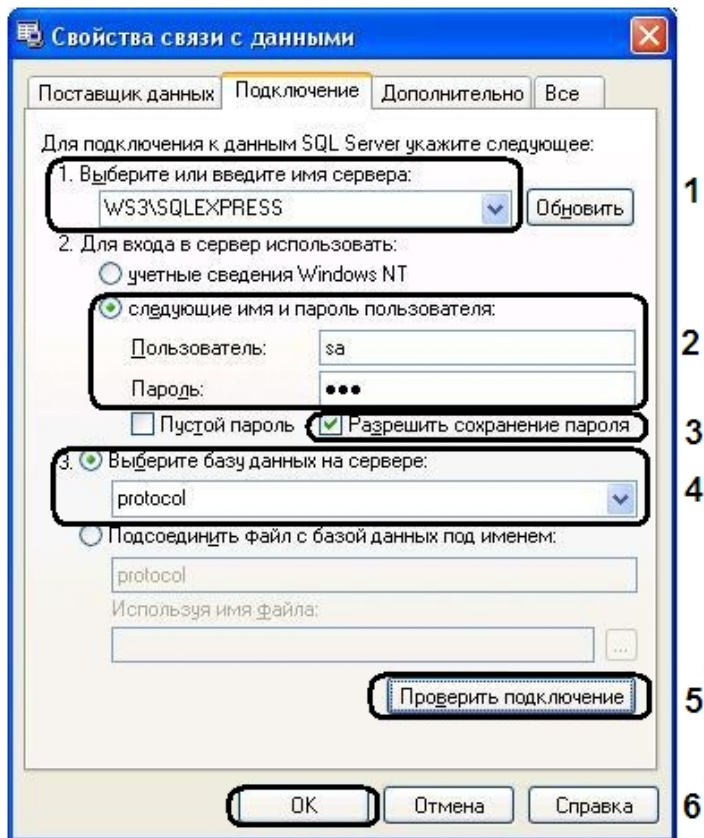 Свойства связи с данными
Поставщик данных Подключение Дополнительно Все
Для подключения к данным SQL Server укажите следующее:
1. Выберите или введите имя сервера:
1
WS3\SQLEXPRESS Обновить
2. Для входа в сервер использовать:
учетные сведения Windows NT
следующие имя и пароль пользователя:
2
Пользователь: sa
Пароль: •••
Пустой пароль Разрешить сохранение пароля 3
3. Выберите базу данных на сервере:
4
protocol
Подсоединить файл с базой данных под именем:
protocol
Используя имя файла:
...
Проверить подключение 5
OK Отмена Справка 6